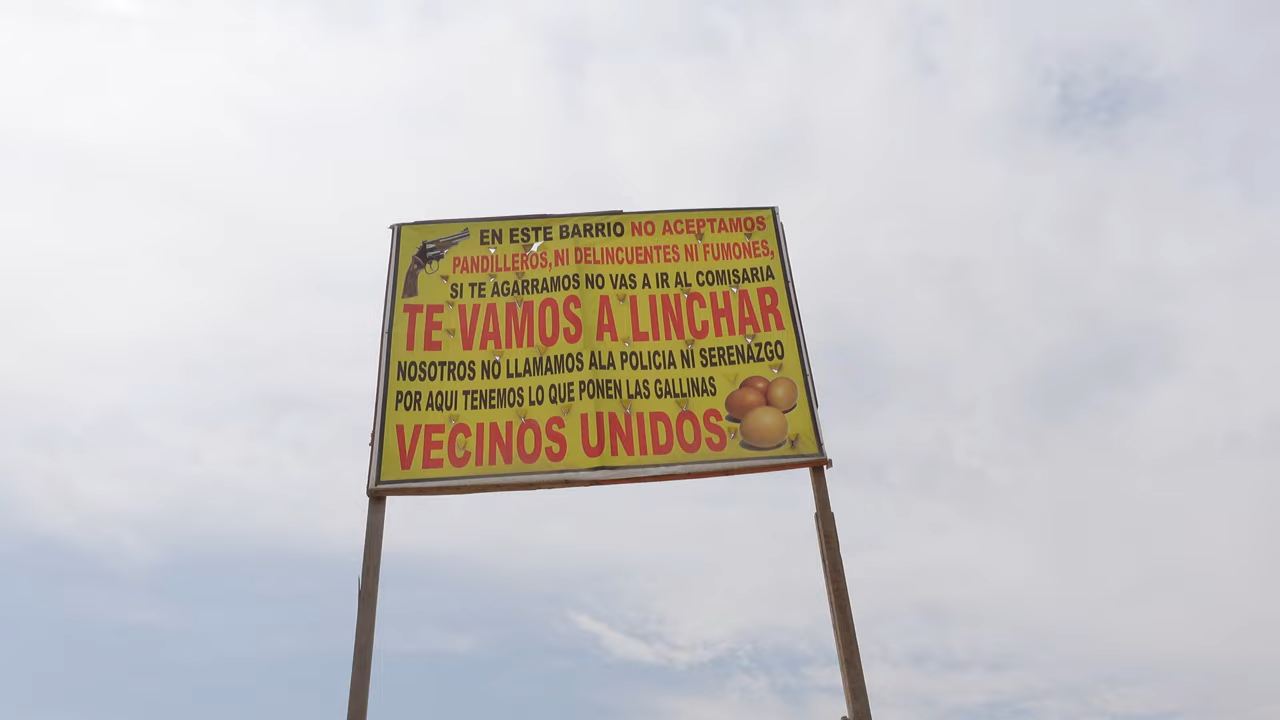 EN ESTE BARRIO NO ACEPTAMOS
PANDILLEROS, NI DELINCUENTES NI FUMONES,
SI TE AGARRAMOS NO VAS A IR AL COMISARIA
TE VAMOS A LINCHAR
NOSOTROS NO LLAMAMOS ALA POLICIA NI SERENAZGO
POR AQUI TENEMOS LO QUE PONEN LAS GALLINAS
VECINOS UNIDOS